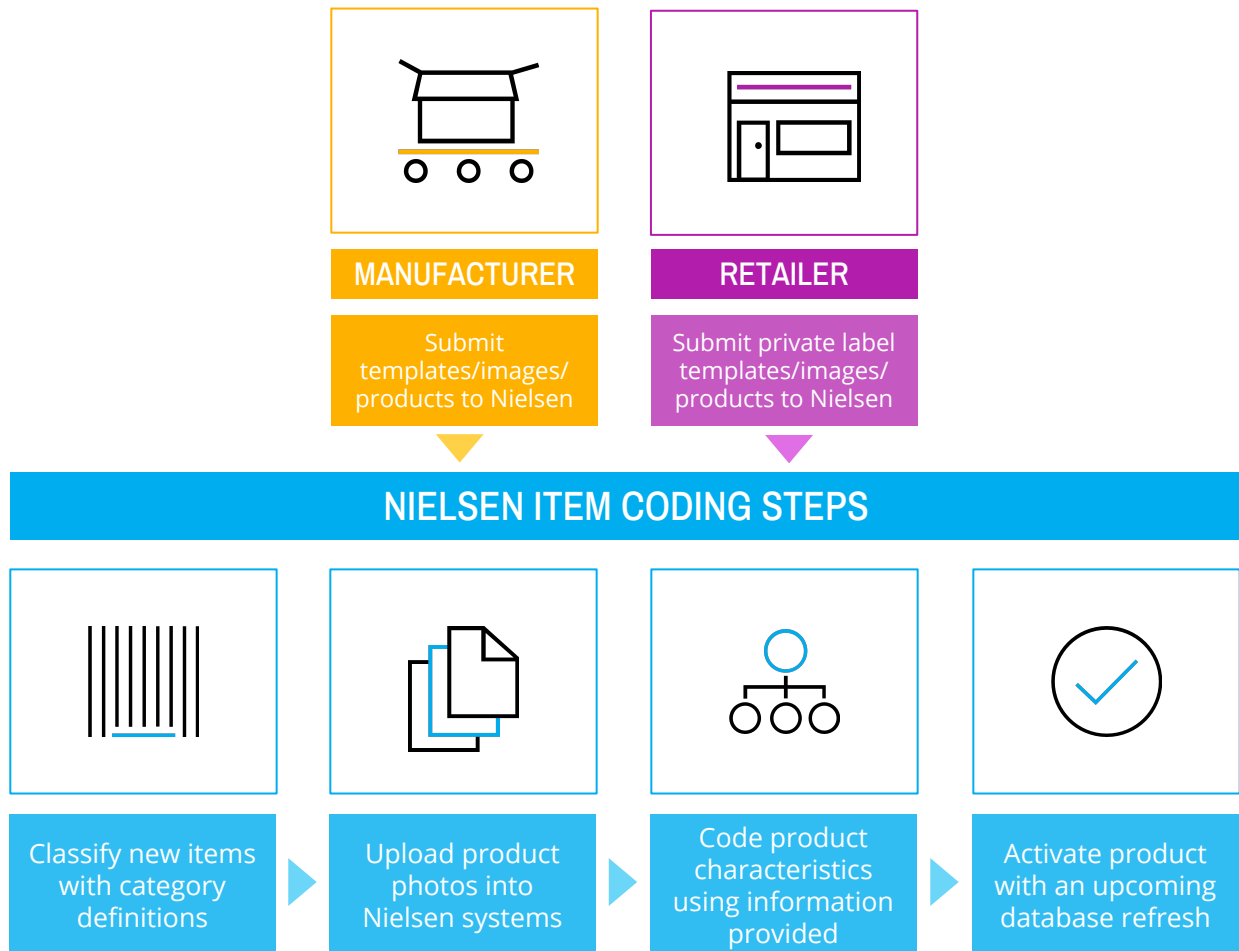 MANUFACTURER
RETAILER
Submit
templates/images/
products to Nielsen
Submit private label
templates/images/
products to Nielsen
NIELSEN ITEM CODING STEPS
Classify new items
with category
definitions
Upload product
photos into
Nielsen systems
Code product
characteristics
using information
provided
Activate product
with an upcoming
database refresh